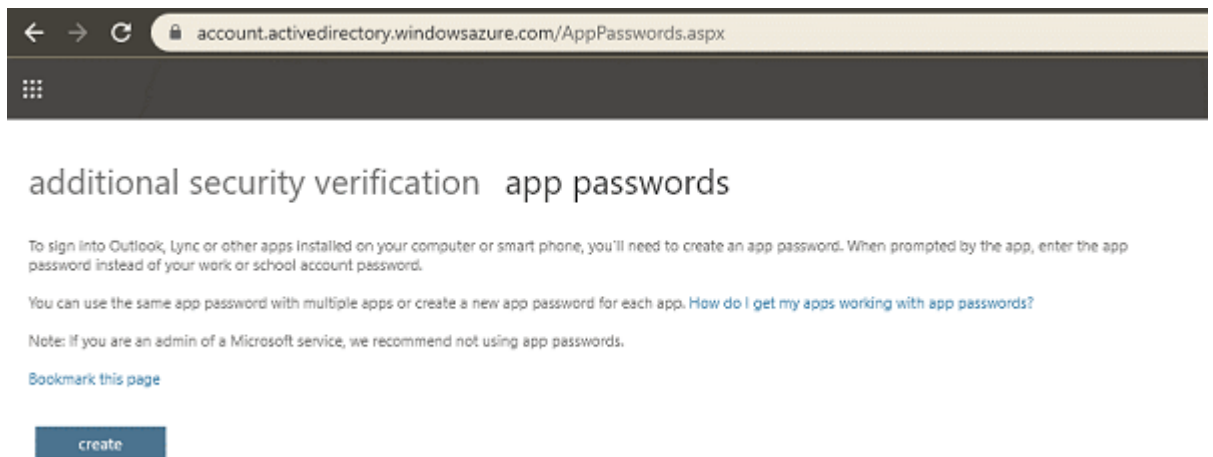 account.activedirectory.windowsazure.com/AppPasswords.aspx
additional security verification app passwords
To sign into Outlook, Lync or other apps installed on your computer or smart phone, you'll need to create an app password. When prompted by the app, enter the app
password instead of your work or school account password.
You can use the same app password with multiple apps or create a new app password for each app. How do I get my apps working with app passwords?
Note: If you are an admin of a Microsoft service, we recommend not using app passwords.
Bookmark this page
create